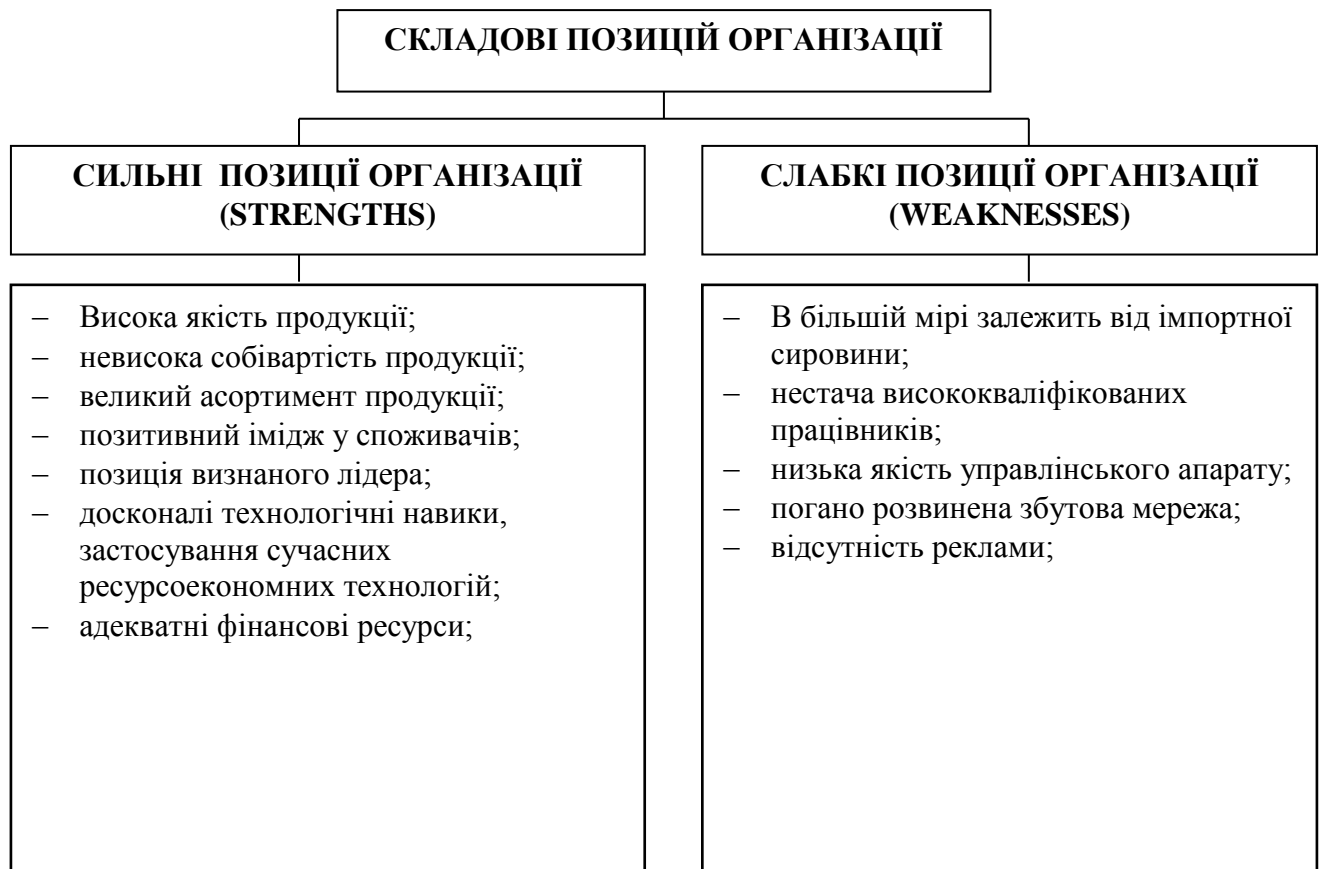 СКЛАДОВІ ПОЗИЦІЙ ОРГАНІЗАЦІЇ
СИЛЬНІ ПОЗИЦІЇ ОРГАНІЗАЦІЇ
(STRENGTHS)
– Висока якість продукції;
– невисока собівартість продукції;
– великий асортимент продукції;
– позитивний імідж у споживачів;
– позиція визнаного лідера;
– досконалі технологічні навики,
застосування сучасних
ресурсоекономних технологій;
– адекватні фінансові ресурси;
СЛАБКІ ПОЗИЦІЇ ОРГАНІЗАЦІЇ
(WEAKNESSES)
– В більшій мірі залежить від імпортної
сировини;
– нестача висококваліфікованих
працівників;
– низька якість управлінського апарату;
– погано розвинена збутова мережа;
– відсутність реклами;